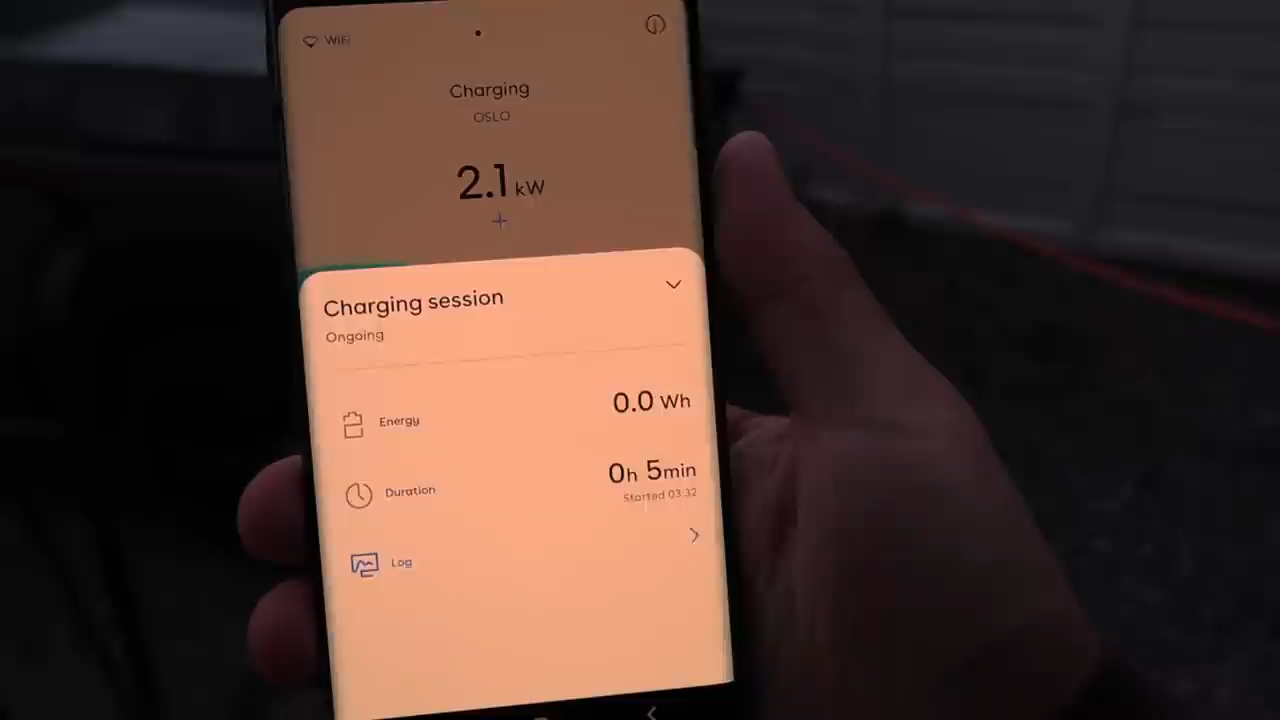 WiFi
Charging
OSLO
2.1 kW
Charging session
Ongoing
Energy
0.0 Wh
Duration
0h 5min
Started 03:32
Log